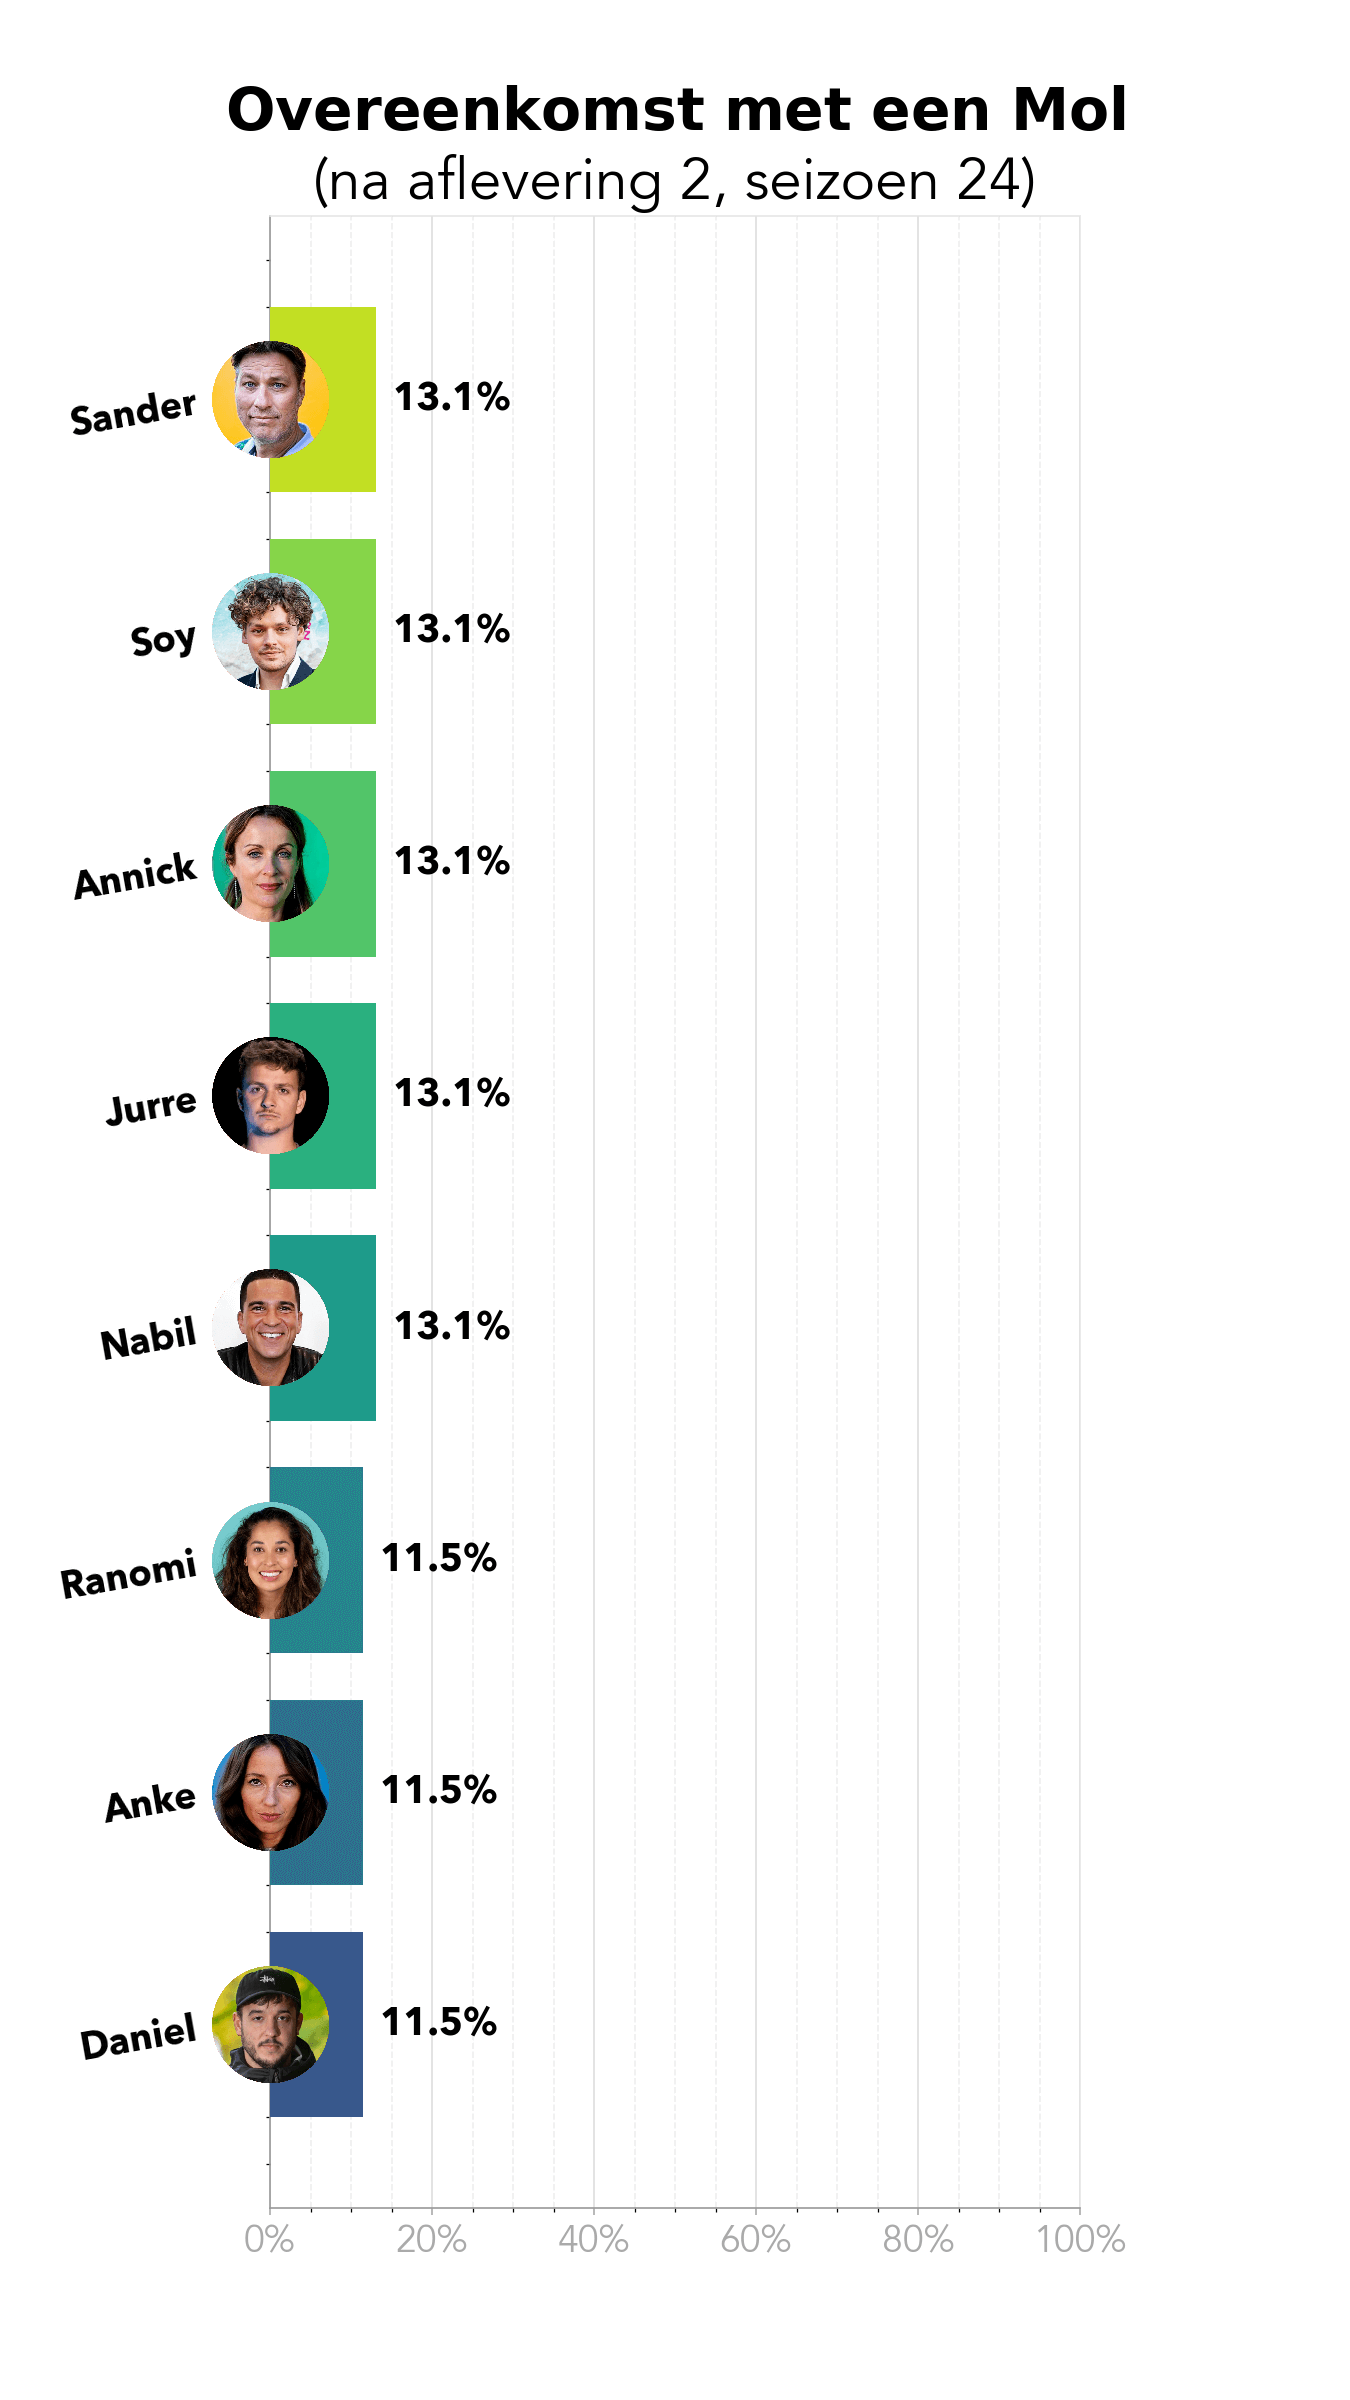 Overeenkomst met een Mol
(na aflevering 2, seizoen 24)
Sander
13.1%
Soy
13.1%
Annick
13.1%
Jurre
13.1%
Nabil
13.1%
Ranomi
11.5%
Anke
11.5%
Daniel
11.5%
0% 20% 40% 60% 80% 100%